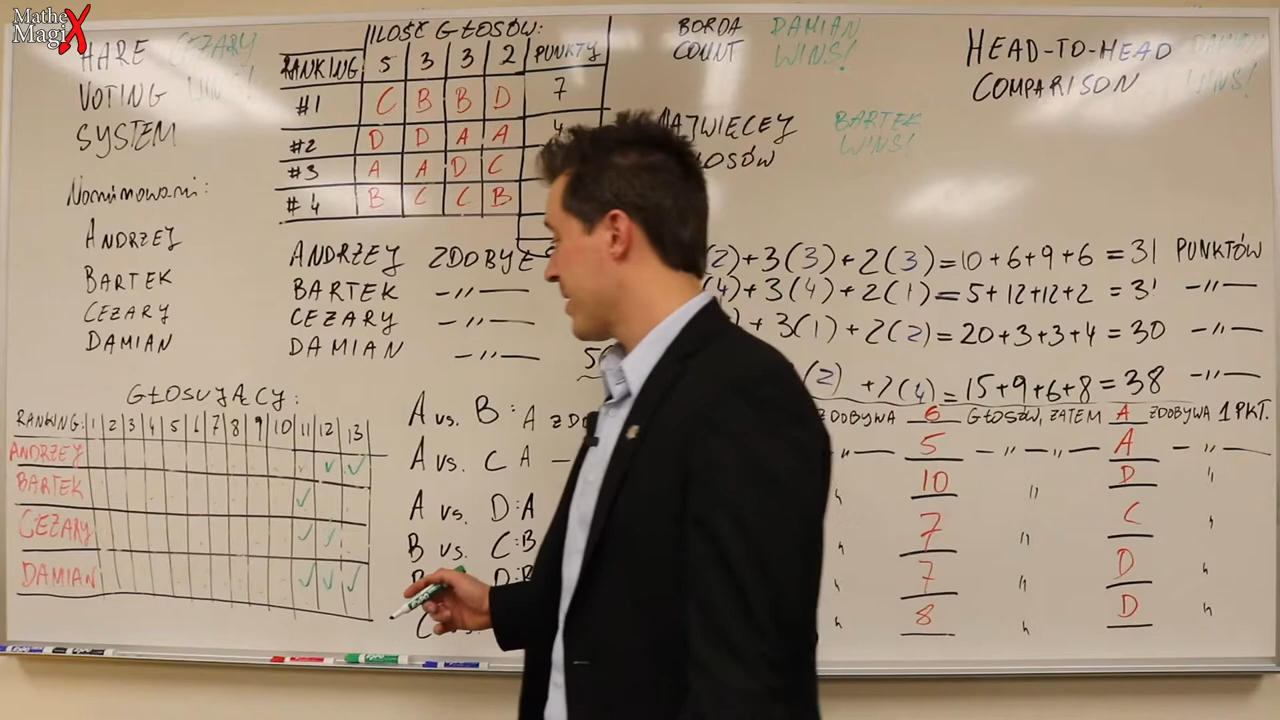 Mathe
MagiX
HARE CEZARY
VOTING WINS!
SYSTEM
Nominowani:
ANDRZEJ
BARTEK
CEZARY
DAMIAN
ILOŚĆ GŁOSÓW:
RANKING 5 3 3 2 PUNKTY
#1 C B B D 7
#2 D D A A 4
#3 A A D C
#4 B C C B
BORDA DAMIAN
COUNT WINS!
NAJWIĘCEJ BARTEK
WINS!
HEAD-TO-HEAD DAMIAN
COMPARISON WINS!
ANDRZEJ
BARTEK -"-
CEZARY -"-
DAMIAN -"-
(2)+3(3)+2(3)=10+6+9+6=31 PUNKTÓW
(4)+3(4)+2(1)=5+12+12+2=31 -"-
+3(1)+2(2)=20+3+3+4=30 -"-
(2)+2(4)=15+9+6+8=38 -"-
GŁOSUJĄCY:
RANKING: 1 2 3 4 5 6 7 8 9 10 11 12 13
ANDRZEJ ✓ ✓
BARTEK ✓
CEZARY ✓ ✓
DAMIAN ✓ ✓ ✓
A vs. B: A
A vs. C A
A vs. D:A
B vs. C:B
ZDOBYWA 6 GŁOSÓW, ZATEM A ZDOBYWA 1 PKT.
-"- 5 -"-"- A -"-
" 10 " D "
" 7 " C "
" 7 " D "
" 8 " D "